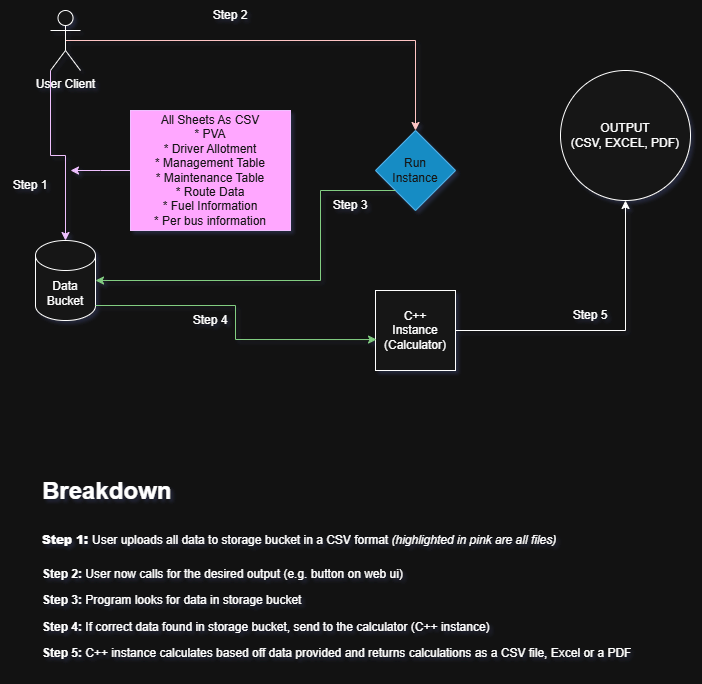 Step 2
User Client
All Sheets As CSV
* PVA
* Driver Allotment
* Management Table
* Maintenance Table
* Route Data
* Fuel Information
* Per bus information
OUTPUT
(CSV, EXCEL, PDF)
Run
Instance
Step 1
Step 3
Data
Bucket
Step 4
C++
Instance
(Calculator)
Step 5
Breakdown
Step 1: User uploads all data to storage bucket in a CSV format (highlighted in pink are all files)
Step 2: User now calls for the desired output (e.g. button on web ui)
Step 3: Program looks for data in storage bucket
Step 4: If correct data found in storage bucket, send to the calculator (C++ instance)
Step 5: C++ instance calculates based off data provided and returns calculations as a CSV file, Excel or a PDF